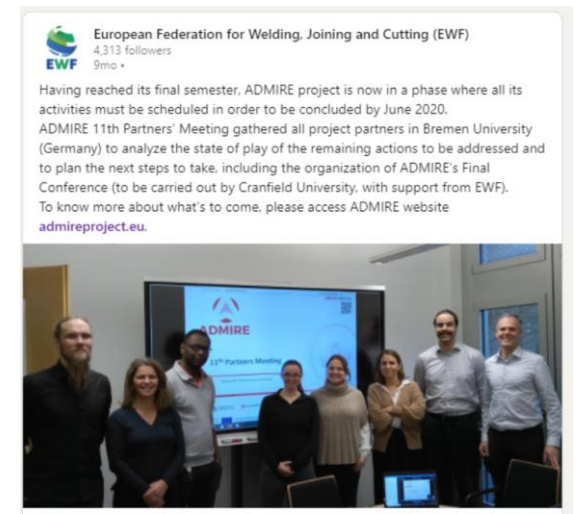 European Federation for Welding, Joining and Cutting (EWF)
4,313 followers
EWF
9mo •
Having reached its final semester, ADMIRE project is now in a phase where all its
activities must be scheduled in order to be concluded by June 2020.
ADMIRE 11th Partners' Meeting gathered all project partners in Bremen University
(Germany) to analyze the state of play of the remaining actions to be addressed and
to plan the next steps to take, including the organization of ADMIRE's Final
Conference (to be carried out by Cranfield University, with support from EWF).
To know more about what's to come, please access ADMIRE website
admireproject.eu.
ADMIRE
11th Partners Meeting